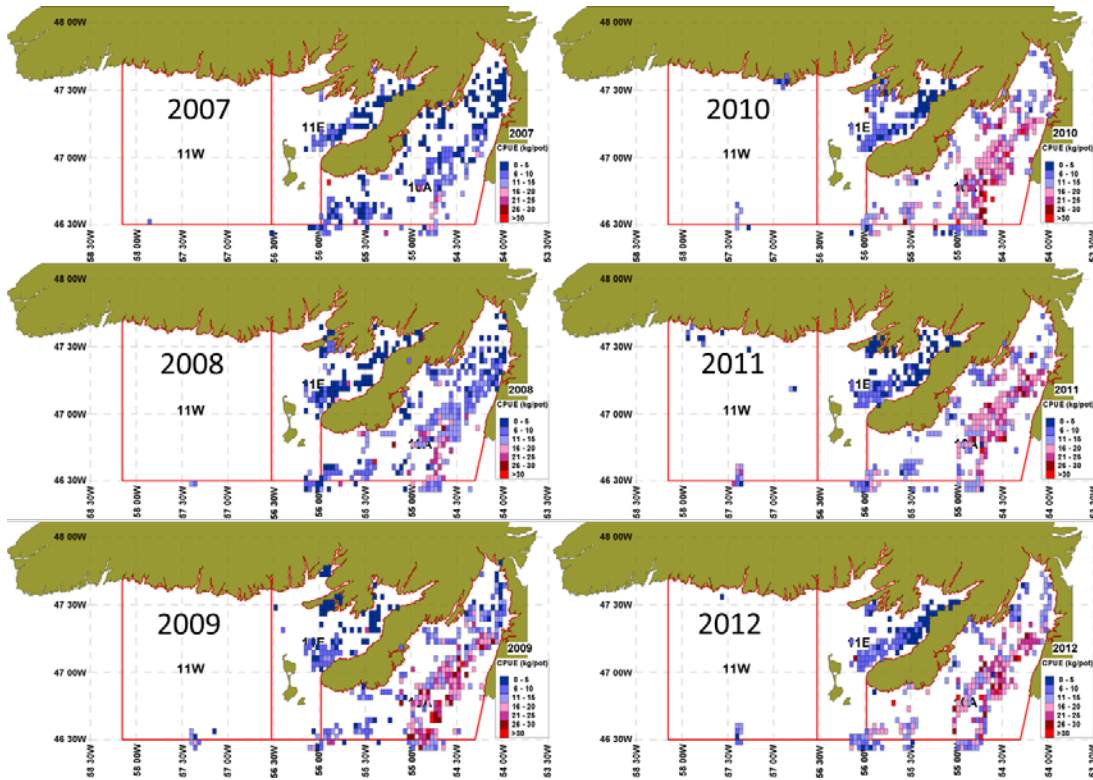 48 00W
47 30W
2007
11E
47 00W
11W
10A
46 30W
2007
CPUE (kg/pot)
0 - 5
6 - 10
11 - 15
16 - 20
21 - 25
26 - 30
>30
58 30W
58 00W
57 30W
57 00W
56 30W
56 00W
55 30W
55 00W
54 30W
54 00W
53 30W
48 00W
47 30W
2010
11E
47 00W
11W
46 30W
2010
CPUE (kg/pot)
0 - 5
6 - 10
11 - 15
16 - 20
21 - 25
26 - 30
>30
58 30W
58 00W
57 30W
57 00W
56 30W
56 00W
55 30W
55 00W
54 30W
54 00W
48 00W
47 30W
2008
11E
47 00W
11W
10A
46 30W
2008
CPUE (kg/pot)
0 - 5
6 - 10
11 - 15
16 - 20
21 - 25
26 - 30
>30
58 30W
58 00W
57 30W
57 00W
56 30W
56 00W
55 30W
55 00W
54 30W
54 00W
53 30W
48 00W
47 30W
2011
11E
47 00W
11W
10A
46 30W
2011
CPUE (kg/pot)
0 - 5
6 - 10
11 - 15
16 - 20
21 - 25
26 - 30
>30
58 30W
58 00W
57 30W
57 00W
56 30W
56 00W
55 30W
55 00W
54 30W
54 00W
48 00W
47 30W
2009
11E
47 00W
11W
10A
46 30W
2009
CPUE (kg/pot)
0 - 5
6 - 10
11 - 15
16 - 20
21 - 25
26 - 30
>30
58 30W
58 00W
57 30W
57 00W
56 30W
56 00W
55 30W
55 00W
54 30W
54 00W
53 30W
48 00W
47 30W
2012
11E
47 00W
11W
10A
46 30W
2012
CPUE (kg/pot)
0 - 5
6 - 10
11 - 15
16 - 20
21 - 25
26 - 30
>30
58 30W
58 00W
57 30W
57 00W
56 30W
56 00W
55 30W
55 00W
54 30W
54 00W